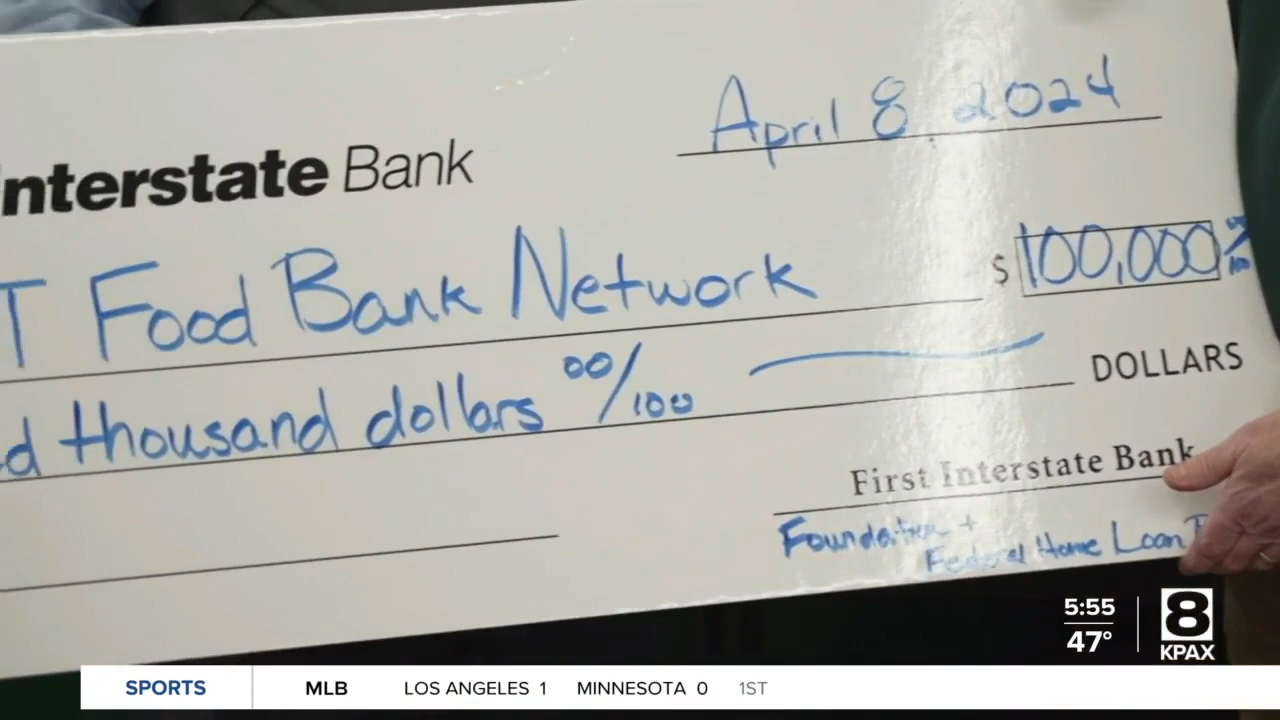 April 8, 2024
Interstate Bank
T Food Bank Network $ 100,000 00/100
d thousand dollars 00/100 DOLLARS
First Interstate Bank
Foundation +
Federal Home Loan
5:55
47°
8
KPAX
SPORTS MLB LOS ANGELES 1 MINNESOTA 0 1ST